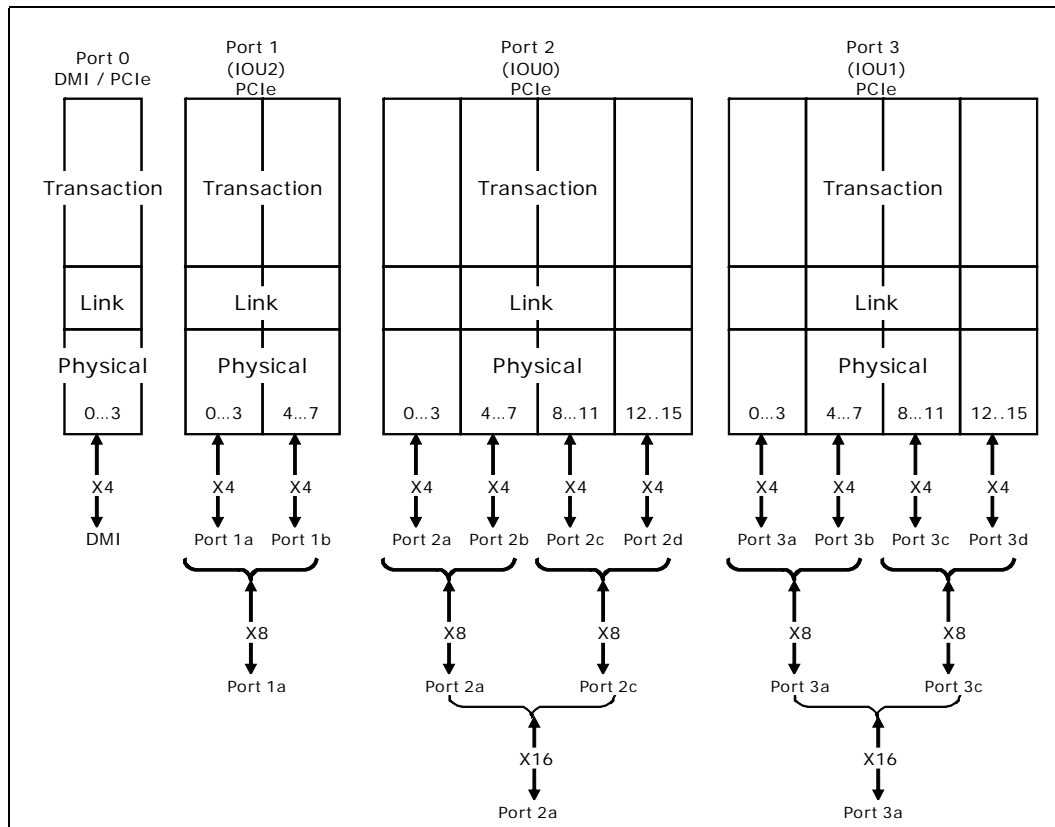 Port 0
DMI / PCIe
Port 1
(IOU2)
PCIe
Port 2
(IOU0)
PCIe
Port 3
(IOU1)
PCIe
Transaction
Transaction
Transaction
Transaction
Link
Link
Link
Link
Physical
Physical
Physical
Physical
0...3
0...3
4...7
0...3
4...7
8...11
12..15
0...3
4...7
8...11
12..15
X4
X4
X4
X4
X4
X4
X4
X4
X4
X4
X4
DMI
Port 1a
Port 1b
Port 2a
Port 2b
Port 2c
Port 2d
Port 3a
Port 3b
Port 3c
Port 3d
X8
X8
X8
X8
X8
Port 1a
Port 2a
Port 2c
Port 3a
Port 3c
X16
X16
Port 2a
Port 3a